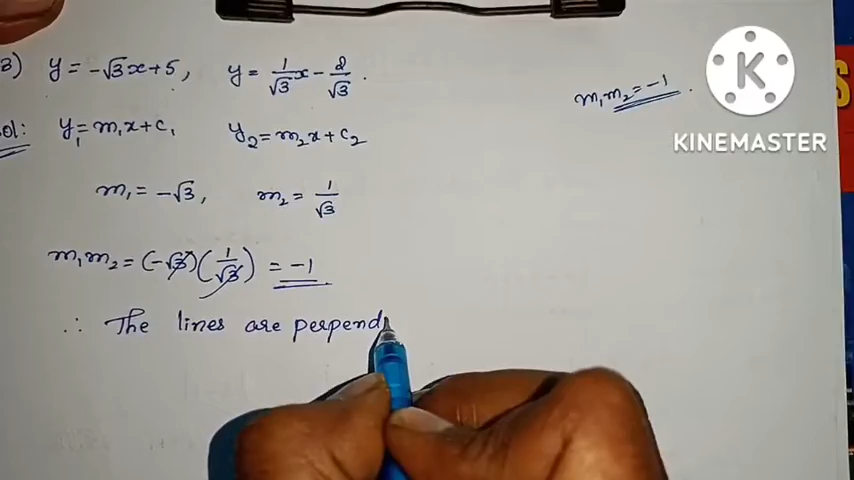 3) y = -√3x+5, y = 1/√3 x - 2/√3.
m₁m₂ = -1.
KINEMASTER
sol: y₁ = m₁x + c₁ y₂ = m₂x + c₂
m₁ = -√3, m₂ = 1/√3
m₁m₂ = (-√3)(1/√3) = -1
∴ The lines are perpend